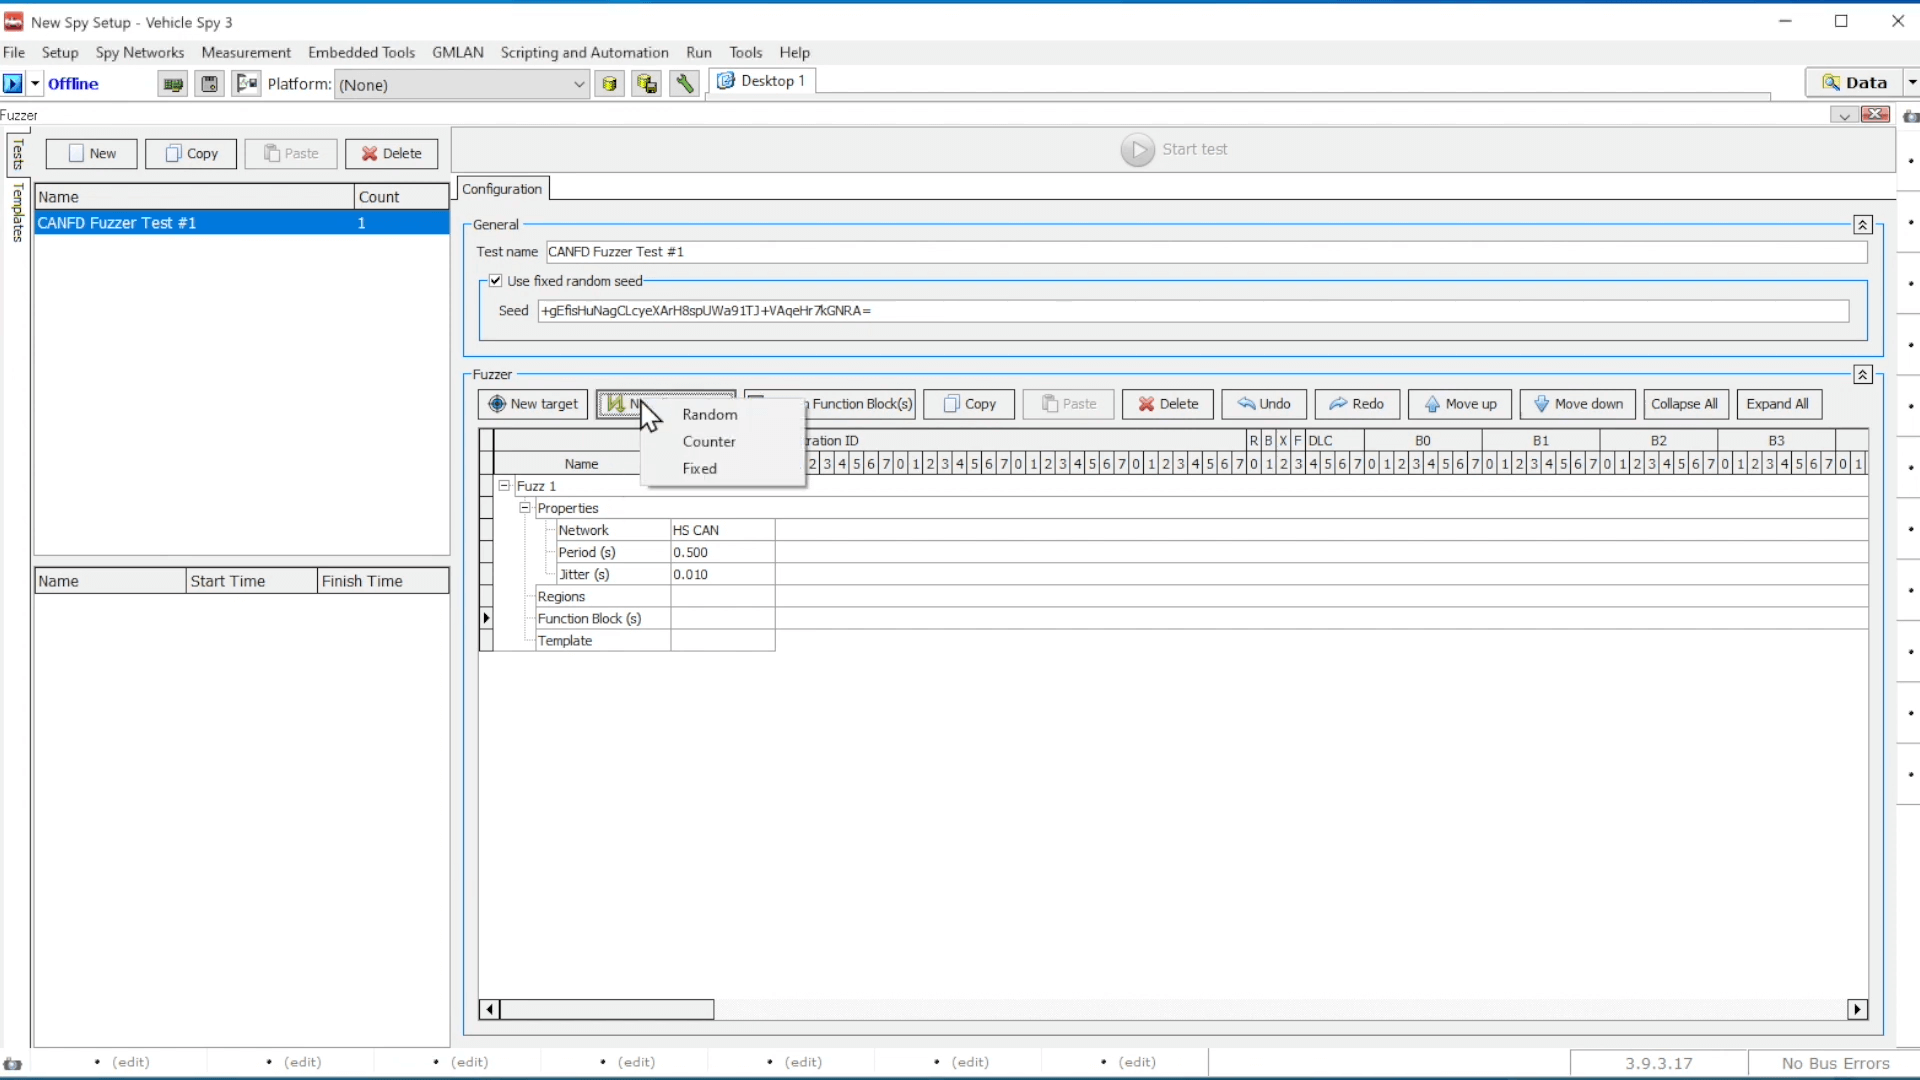 New Spy Setup - Vehicle Spy 3
File Setup Spy Networks Measurement Embedded Tools GMLAN Scripting and Automation Run Tools Help
Offline Platform: (None) Desktop 1 Data
Fuzzer
Tests
Templates
New Copy Paste Delete
Start test
Name Count
CANFD Fuzzer Test #1 1
Configuration
General
Test name CANFD Fuzzer Test #1
Use fixed random seed
Seed +gEfisHuNagCLcyeXArH8spUWa91TJ+VAqeHr7kGNRA=
Fuzzer
New target N Function Block(s) Copy Paste Delete Undo Redo Move up Move down Collapse All Expand All
Random
Counter
Fixed
ration ID R B X F DLC B0 B1 B2 B3
Name 2 3 4 5 6 7 0 1 2 3 4 5 6 7 0 1 2 3 4 5 6 7 0 1 2 3 4 5 6 7 0 1 2 3 4 5 6 7 0 1 2 3 4 5 6 7 0 1 2 3 4 5 6 7 0 1 2 3 4 5 6 7 0 1 2 3 4 5 6 7 0 1
Fuzz 1
Properties
Network HS CAN
Period (s) 0.500
Jitter (s) 0.010
Regions
Function Block (s)
Template
Name Start Time Finish Time
(edit) (edit) (edit) (edit) (edit) (edit) (edit) 3.9.3.17 No Bus Errors